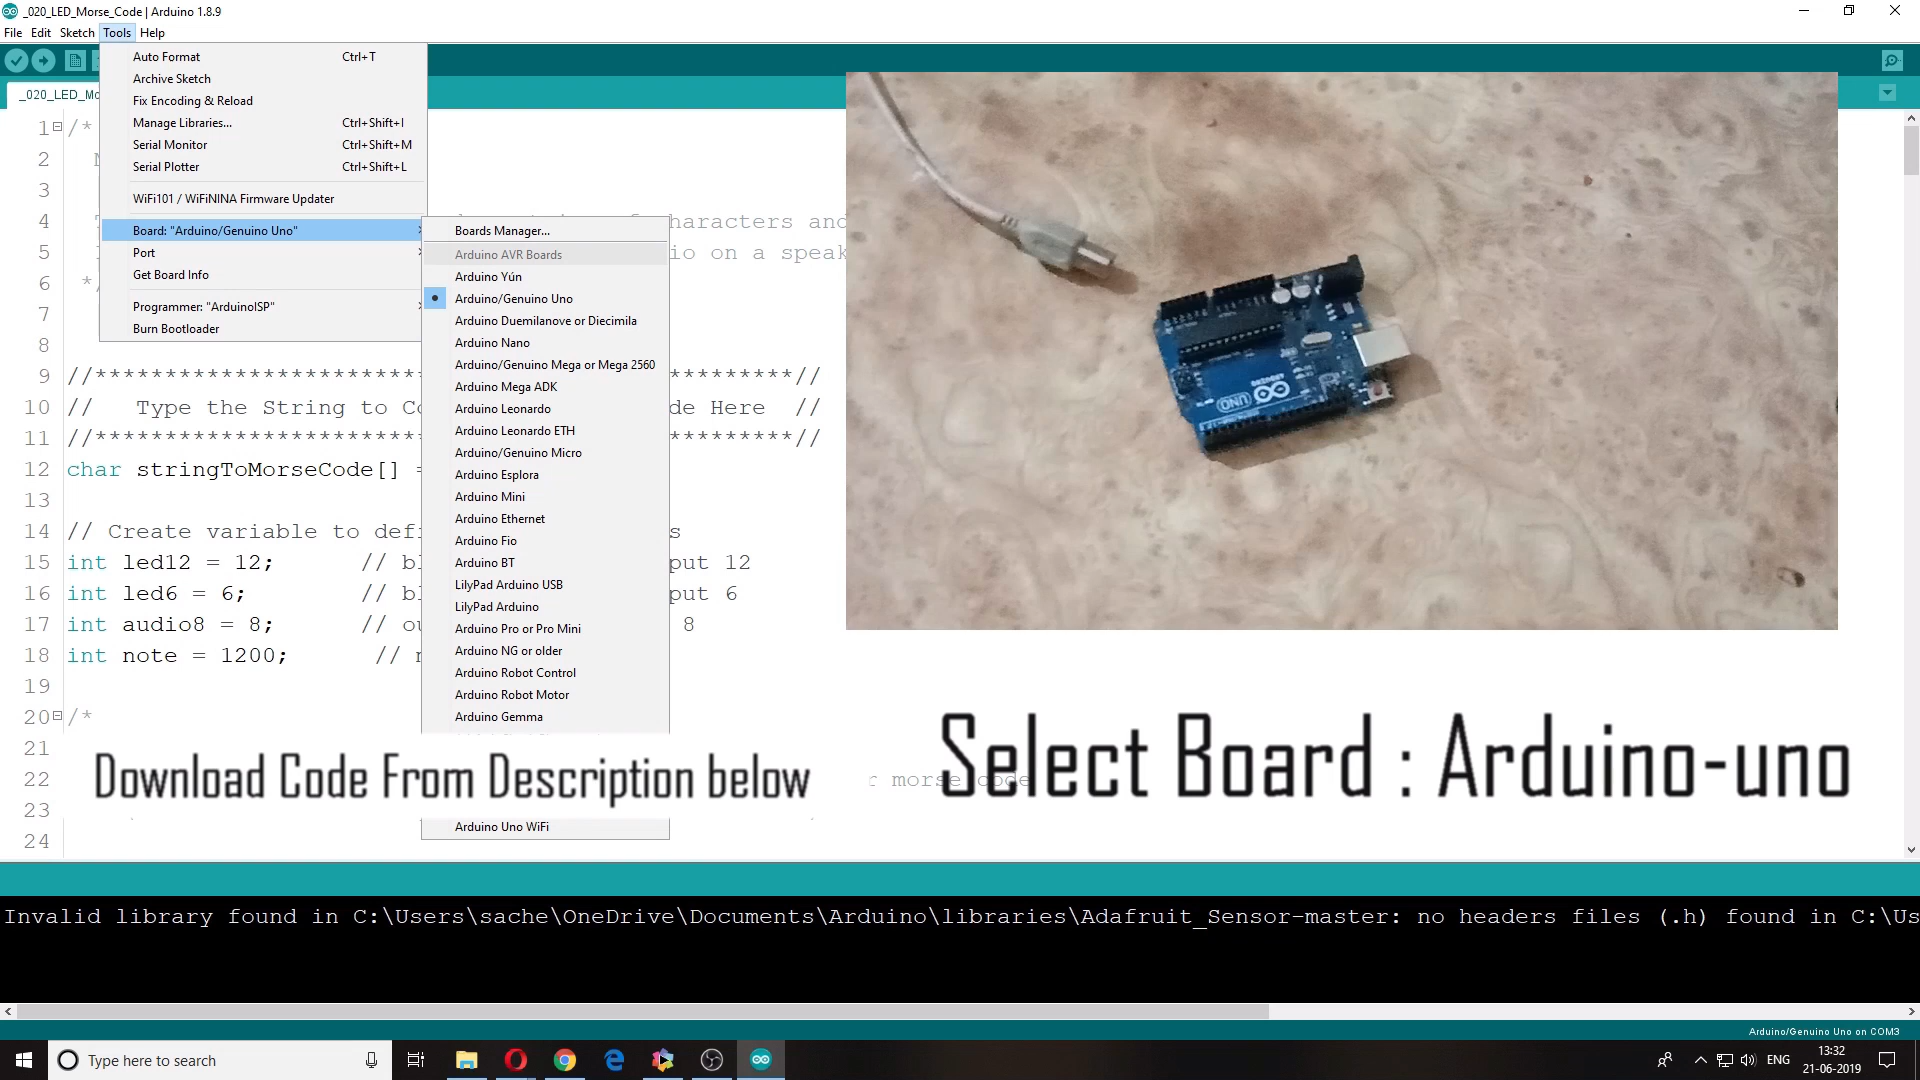 _020_LED_Morse_Code | Arduino 1.8.9
File Edit Sketch Tools Help
Auto Format Ctrl+T
Archive Sketch
Fix Encoding & Reload
Manage Libraries... Ctrl+Shift+I
Serial Monitor Ctrl+Shift+M
Serial Plotter Ctrl+Shift+L
WiFi101 / WiFiNINA Firmware Updater
Board: "Arduino/Genuino Uno"
Port
Get Board Info
Programmer: "ArduinoISP"
Burn Bootloader
Boards Manager...
Arduino AVR Boards
Arduino Yún
Arduino/Genuino Uno
Arduino Duemilanove or Diecimila
Arduino Nano
Arduino/Genuino Mega or Mega 2560
Arduino Mega ADK
Arduino Leonardo
Arduino Leonardo ETH
Arduino/Genuino Micro
Arduino Esplora
Arduino Mini
Arduino Ethernet
Arduino Fio
Arduino BT
LilyPad Arduino USB
LilyPad Arduino
Arduino Pro or Pro Mini
Arduino NG or older
Arduino Robot Control
Arduino Robot Motor
Arduino Gemma
Arduino Uno WiFi
_020_LED_Mo
1 /*
2
3
4 haracters and
5 io on a speak
6 */
7
8
9 //************************* *********//
10 // Type the String to Co de Here //
11 //************************* *********//
12 char stringToMorseCode[] =
13
14 // Create variable to defi s
15 int led12 = 12; // bl put 12
16 int led6 = 6; // bl put 6
17 int audio8 = 8; // ou 8
18 int note = 1200; //
19
20 /*
21
22 r morse code
23
24
UNO
ARDUINO
Download Code From Description below
Select Board : Arduino-uno
Invalid library found in C:\Users\sache\OneDrive\Documents\Arduino\libraries\Adafruit_Sensor-master: no headers files (.h) found in C:\Us
Arduino/Genuino Uno on COM3
Type here to search
ENG
13:32
21-06-2019